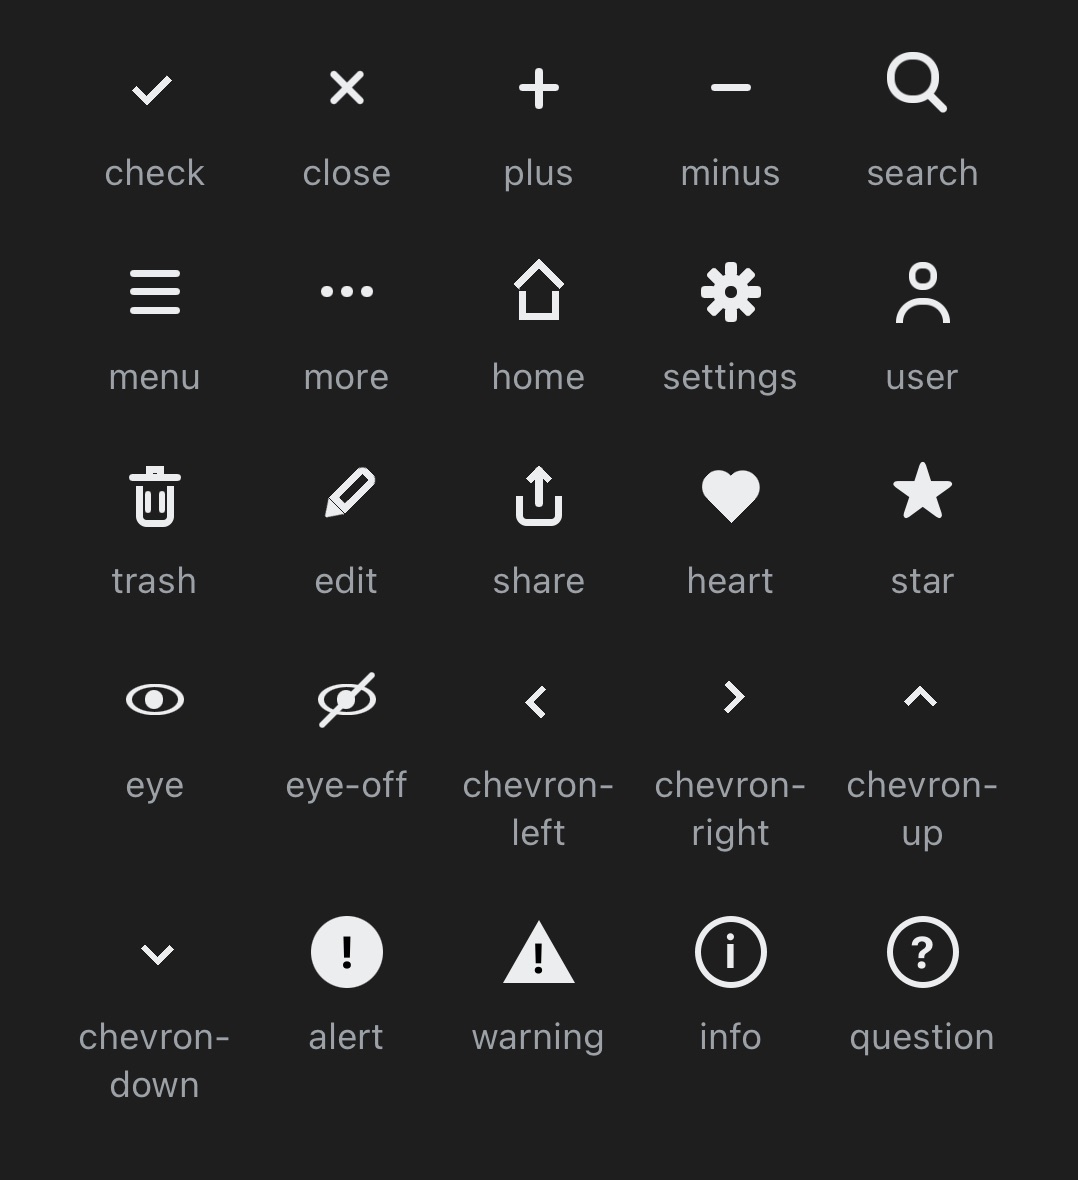 check close plus minus search
menu more home settings user
trash edit share heart star
eye eye-off chevron-left chevron-right chevron-up
chevron-down alert warning info question